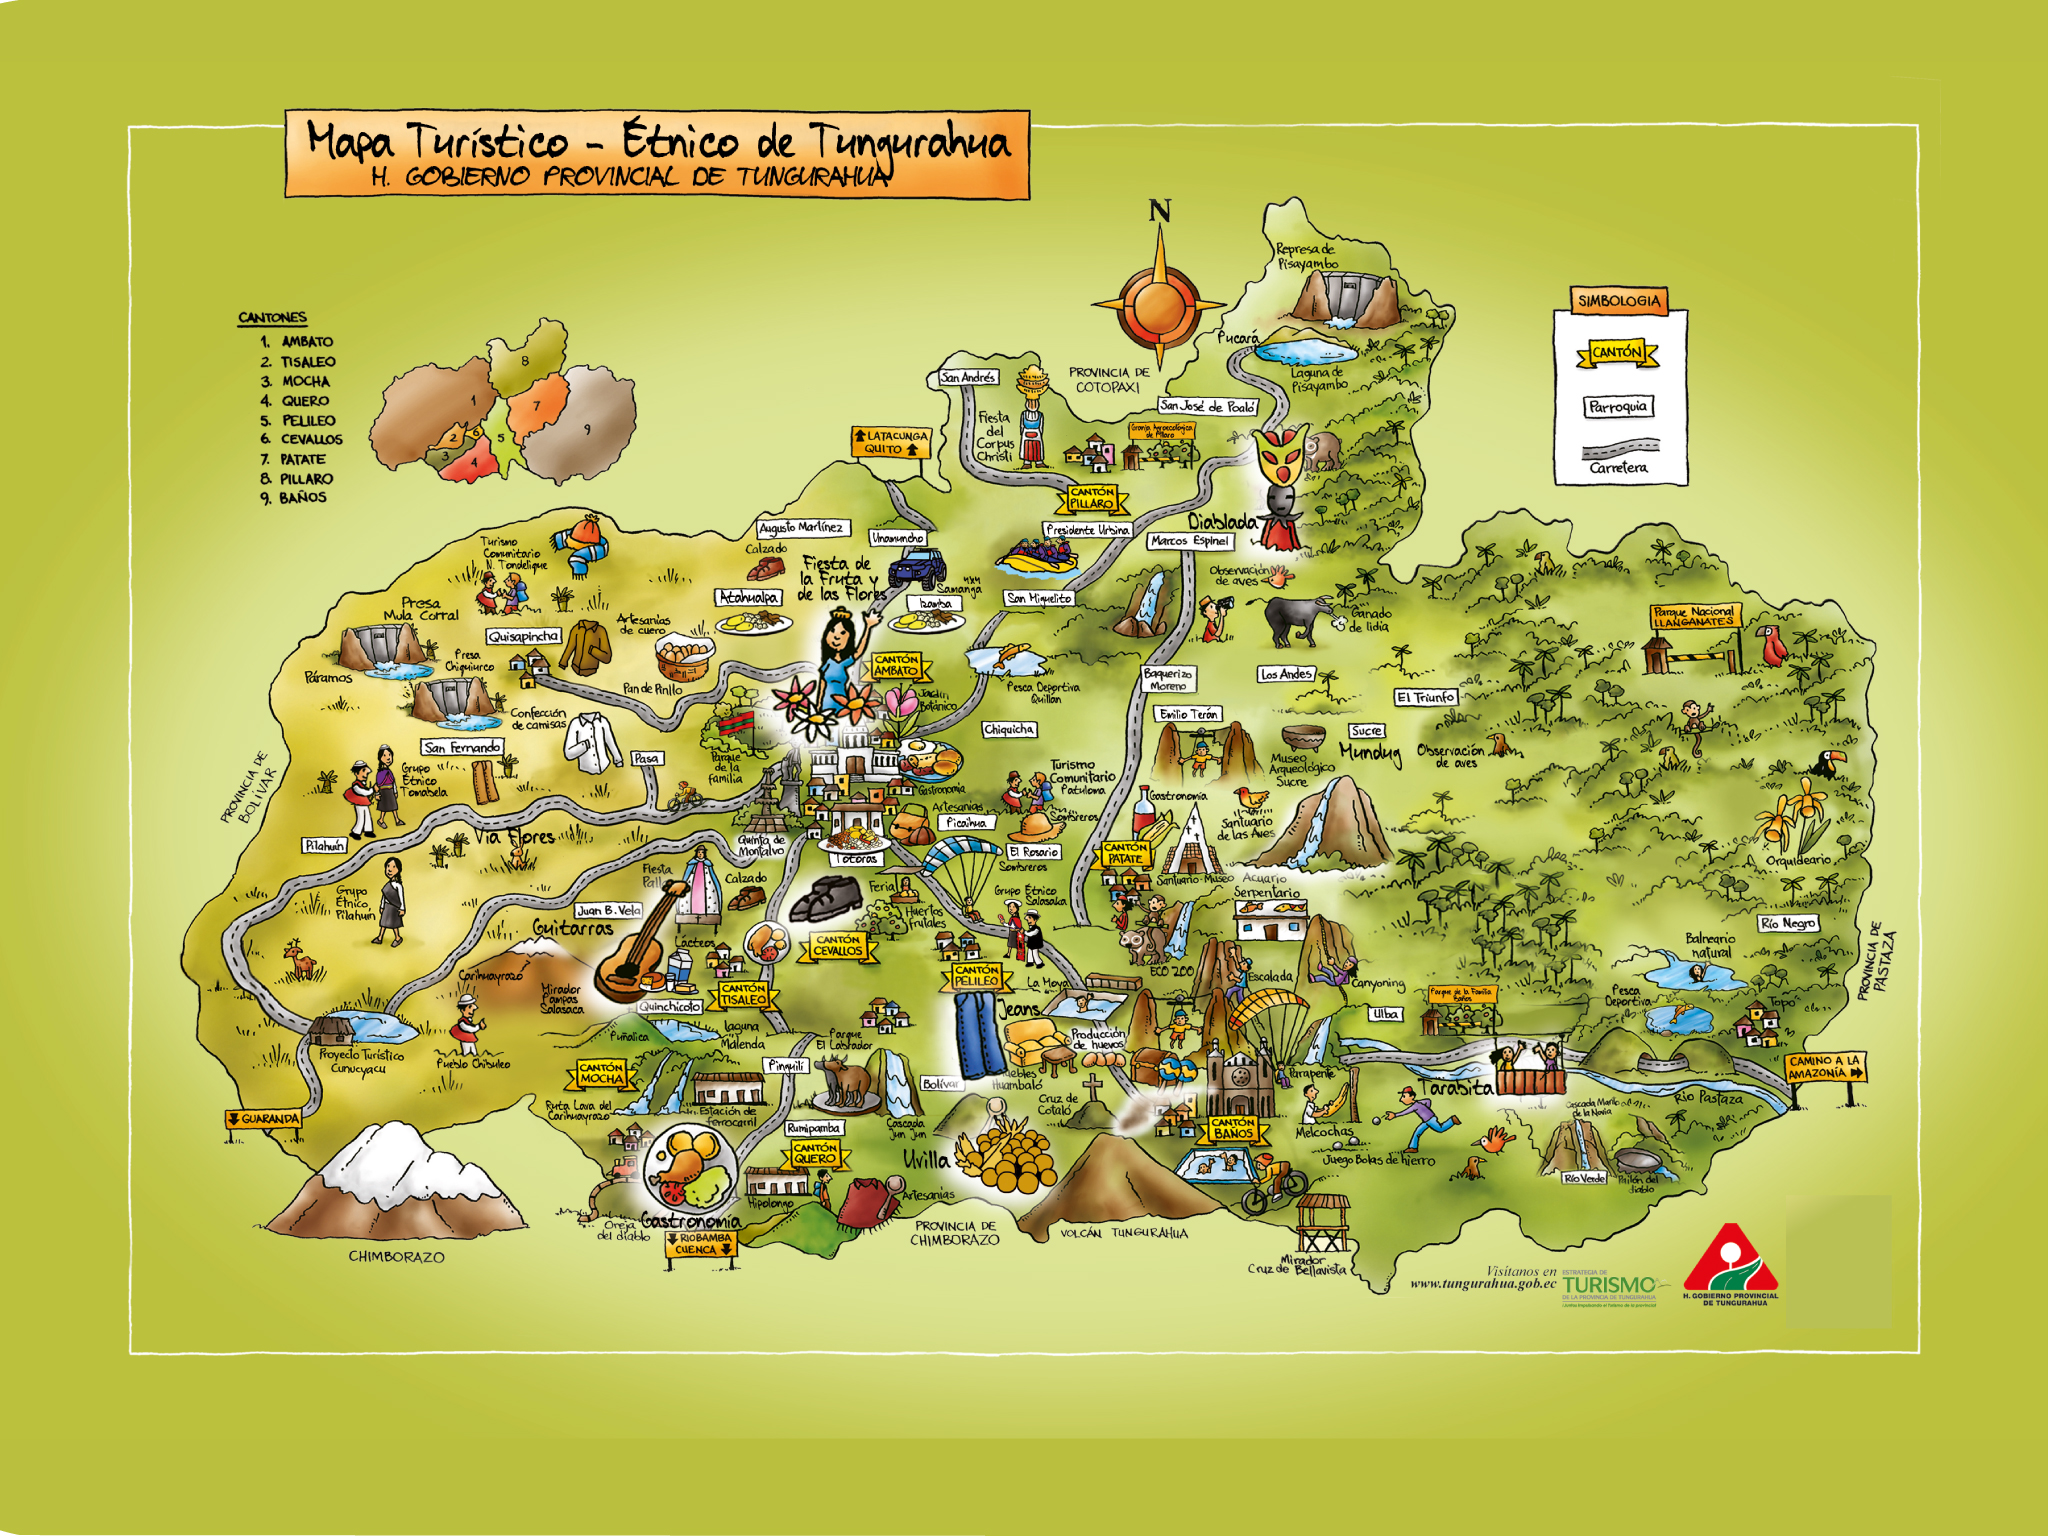 Mapa Turístico - Étnico de Tungurahua
H. GOBIERNO PROVINCIAL DE TUNGURAHUA
N
CANTONES
1. AMBATO
2. TISALEO
3. MOCHA
4. QUERO
5. PELILEO
6. CEVALLOS
7. PATATE
8. PILLARO
9. BAÑOS
1
2
3
4
5
6
7
8
9
SIMBOLOGIA
CANTÓN
Parroquia
Carretera
Represa de
Pisayambo
Pucará
Laguna de
Pisayambo
PROVINCIA DE
COTOPAXI
San Andrés
San José de Poaló
Fiesta
del
Corpus
Christi
Granja Agroecológica
de Píllaro
LATACUNGA
QUITO
CANTÓN
PILLARO
Diablada
Augusto Martínez
Calzado
Unamuncho
Presidente Urbina
Marcos Espinel
Turismo
Comunitario
N. Tondelique
Fiesta de
la Fruta y
de las Flores
4x4
Samanga
Observación
de aves
Presa
Mula Corral
Artesanías
de cuero
Atahualpa
Izamba
San Miguelito
Ganado
de lidia
Parque Nacional
LLANGANATES
Quisapincha
Presa
Chiquiurco
Páramos
Pan de Pinllo
CANTÓN
AMBATO
Pesca Deportiva
Quillán
Baquerizo
Moreno
Los Andes
El Triunfo
Jardín
Botánico
Confección
de camisas
San Fernando
Pasa
Parque
de la
familia
Chiquicha
Emilio Terán
Sucre
Mundug
Observación
de aves
Museo
Arqueológico
Sucre
PROVINCIA DE
BOLIVAR
Grupo
Étnico
Tomabela
Gastronomía
Turismo
Comunitario
Patulona
Gastronomía
Santuario
de las Aves
Artesanías
Picaihua
Sombreros
Pilahuín
Vía Flores
Quinta de
Montalvo
Totoras
El Rosario
Sombreros
CANTÓN
PATATE
Orquideario
Santuario-Museo
Acuario
Serpentario
Fiesta
Calzado
Feria
Grupo
Étnico
Pilahuín
Juan B. Vela
Guitarras
Huertos
frutales
Grupo Étnico
Salasaka
Río Negro
PROVINCIA DE
PASTAZA
Lácteos
CANTÓN
CEVALLOS
Balneario
natural
Carihuayrazo
CANTÓN
TISALEO
CANTÓN
PELILEO
La Moya
ECO ZOO
Escalada
Canyoning
Mirador
Pampas
Salasaca
Quinchicoto
Jeans
Parque de la Familia
Baños
Pesca
Deportiva
Topo
Ulba
Puñalica
Laguna
Malenda
Parque
El Labrador
Producción
de huevos
Proyecto Turístico
Cunucyacu
Pueblo Chibuleo
CANTÓN
MOCHA
Pinguilí
Bolívar
Muebles
Huambaló
Parapente
Tarabita
CAMINO A LA
AMAZONÍA
Río Pastaza
Ruta Lava del
Carihuayrazo
Estación de
ferrocarril
Cascada
Jun Jun
Cruz de
Cotaló
GUARANDA
Rumipamba
CANTÓN
QUERO
CANTÓN
BAÑOS
Melcochas
Cascada Manto
de la Novia
Juego Bolas de hierro
Uvilla
Río Verde
Pailón del
diablo
Hipolongo
Artesanías
Oreja
del diablo
Gastronomía
RIOBAMBA
CUENCA
CHIMBORAZO
PROVINCIA DE
CHIMBORAZO
VOLCÁN TUNGURAHUA
Mirador
Cruz de Bellavista
Visítanos en
www.tungurahua.gob.ec
ESTRATEGIA DE
TURISMO
DE LA PROVINCIA DE TUNGURAHUA
H. GOBIERNO PROVINCIAL
DE TUNGURAHUA